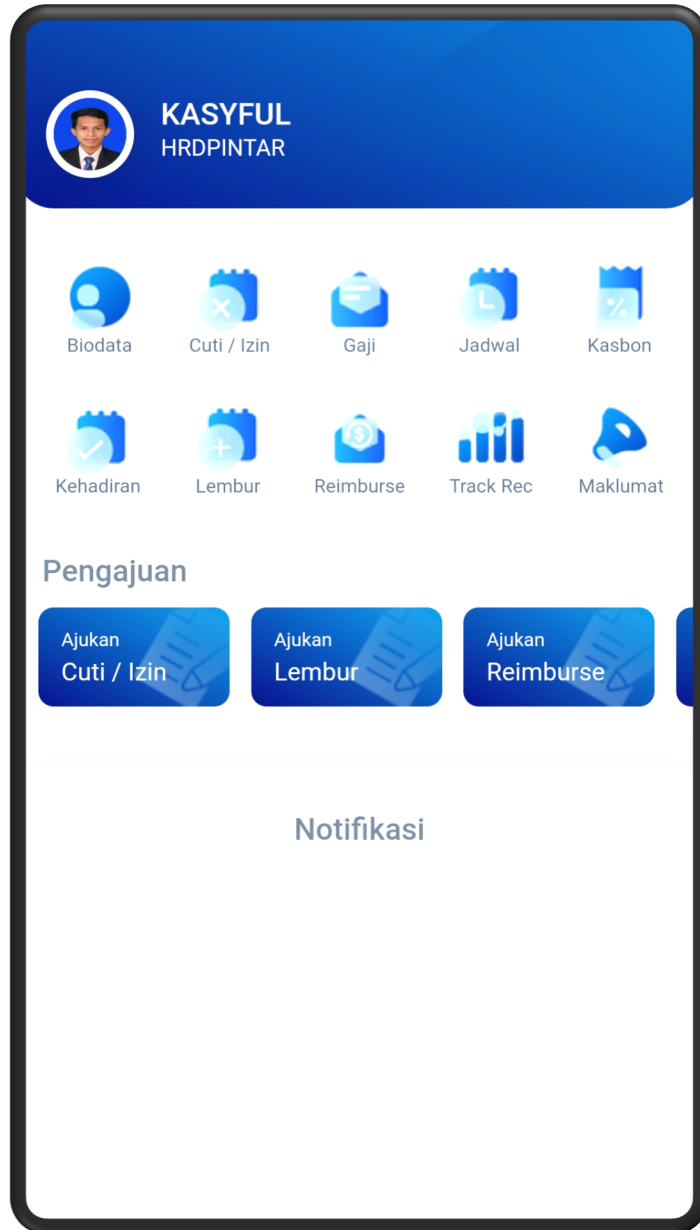 KASYFUL
HRDPINTAR
Biodata
Cuti / Izin
Gaji
Jadwal
Kasbon
Kehadiran
Lembur
Reimburse
Track Rec
Maklumat
Pengajuan
Ajukan
Cuti / Izin
Ajukan
Lembur
Ajukan
Reimburse
Notifikasi